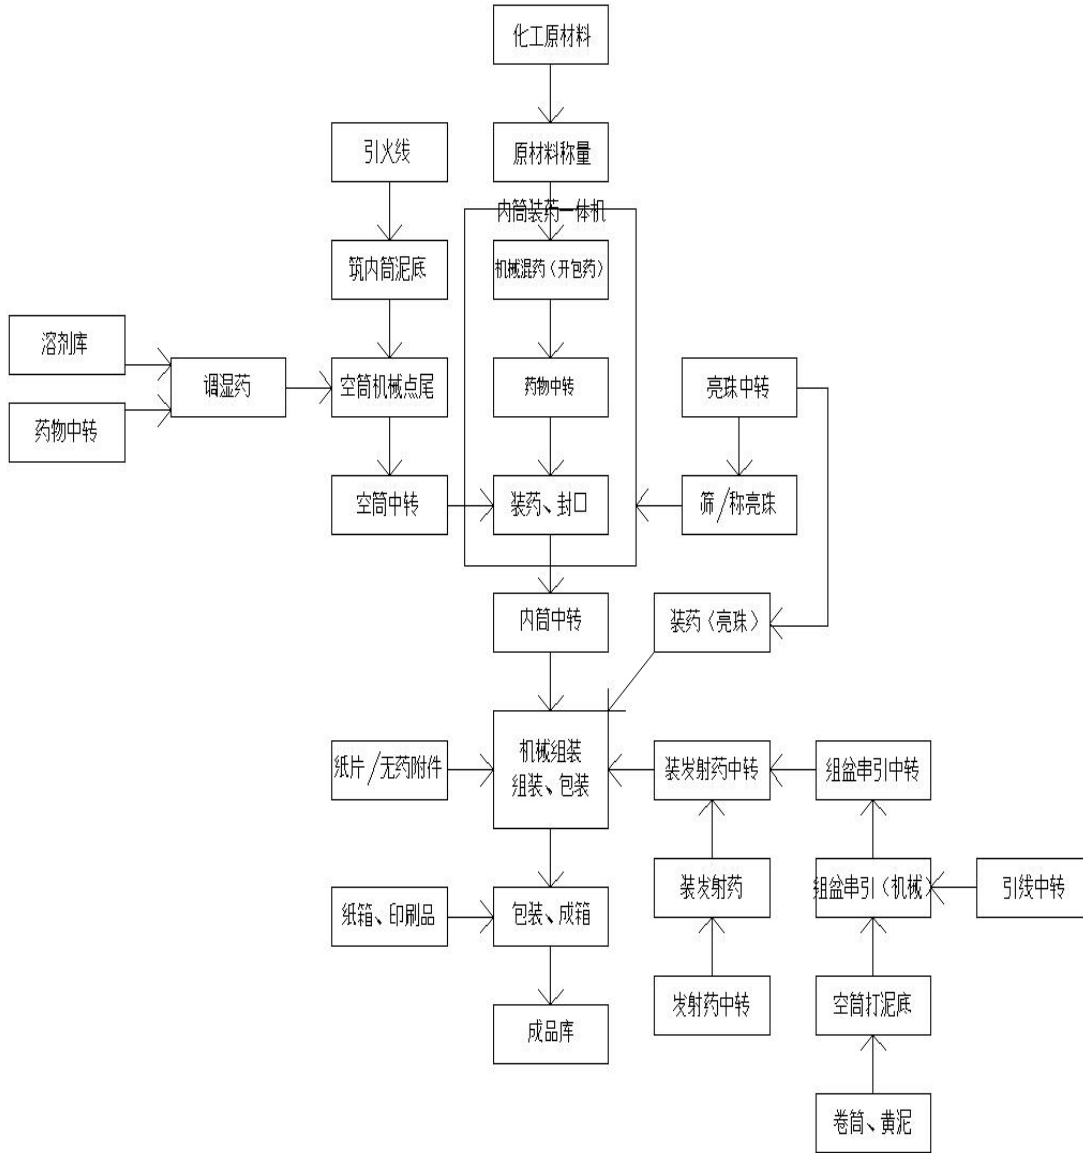 化工原材料
引火线
原材料称量
内筒装药一体机
筑内筒泥底
机械混药（开包药）
溶剂库
调湿药
空筒机械点尾
药物中转
亮珠中转
药物中转
空筒中转
装药、封口
筛/称亮珠
内筒中转
装药（亮珠）
纸片/无药附件
机械组装
组装、包装
装发射药中转
组盆串引中转
装发射药
组盆串引（机械）
引线中转
纸箱、印刷品
包装、成箱
发射药中转
空筒打泥底
成品库
卷筒、黄泥